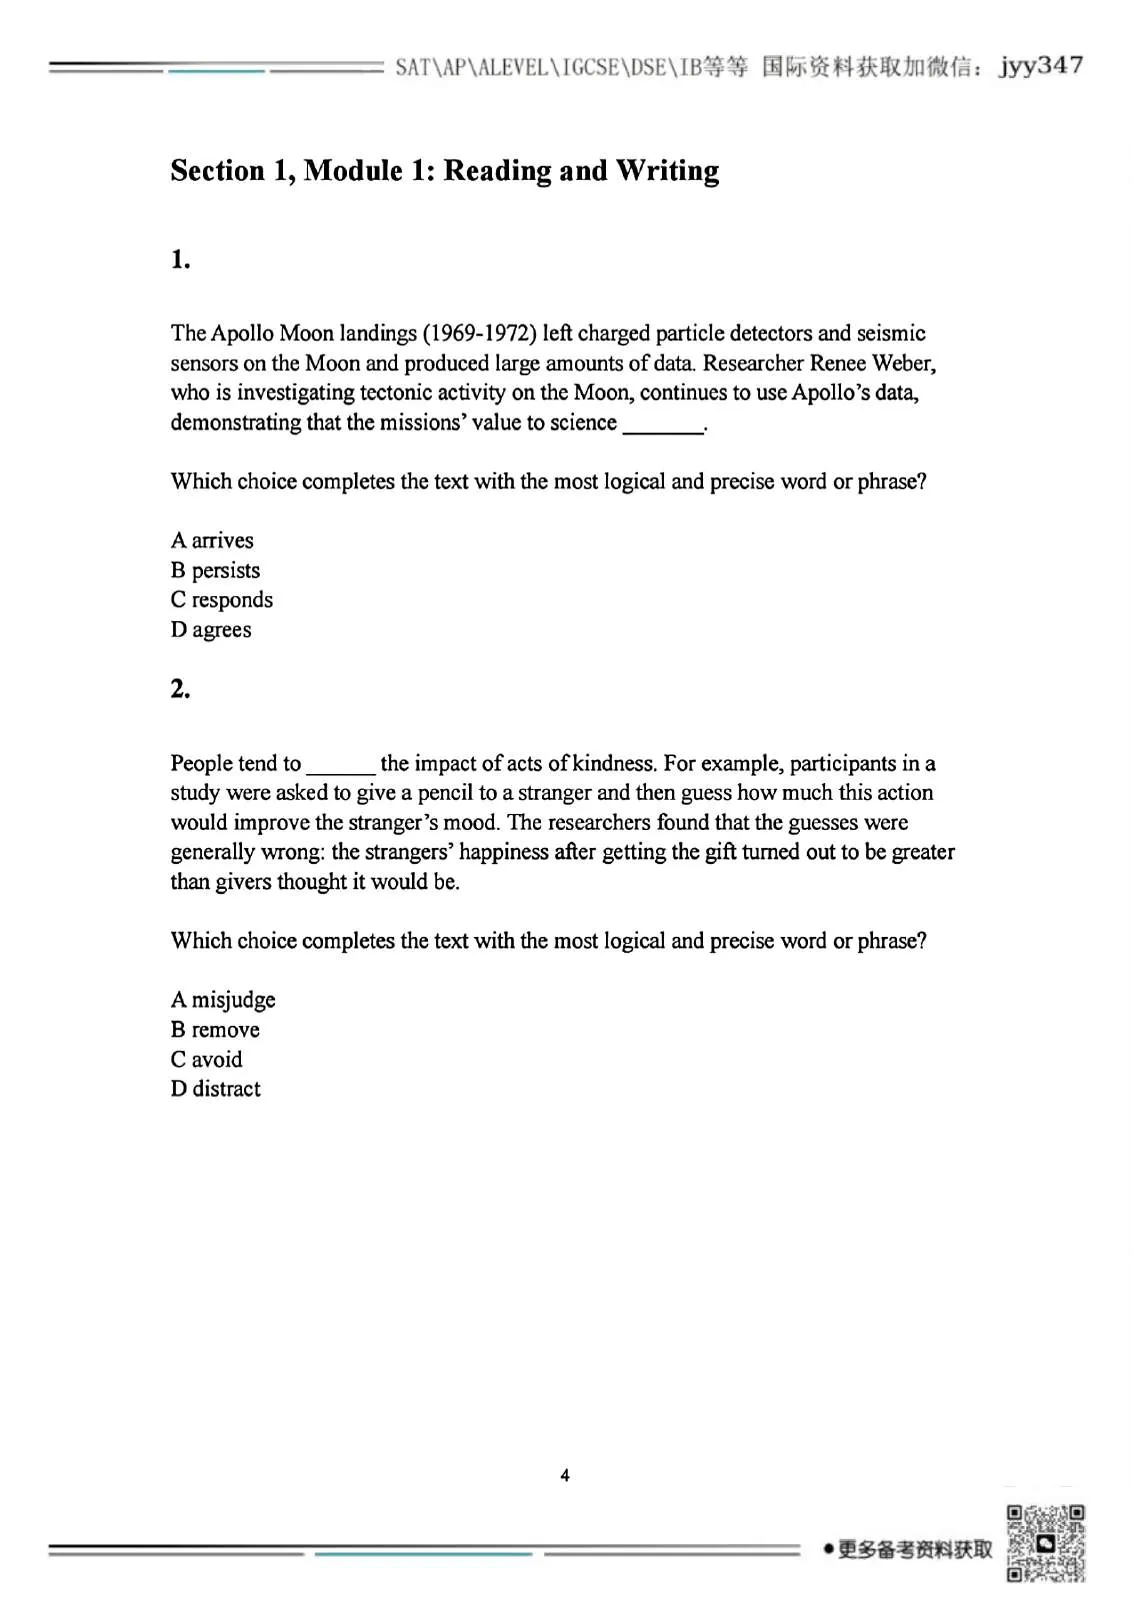 SAT\AP\ALEVEL\IGCSE\DSE\IB等等 国际资料获取加微信：jyy347
Section 1, Module 1: Reading and Writing
1.
The Apollo Moon landings (1969-1972) left charged particle detectors and seismic
sensors on the Moon and produced large amounts of data. Researcher Renee Weber,
who is investigating tectonic activity on the Moon, continues to use Apollo’s data,
demonstrating that the missions’ value to science _______.
Which choice completes the text with the most logical and precise word or phrase?
A arrives
B persists
C responds
D agrees
2.
People tend to ______ the impact of acts of kindness. For example, participants in a
study were asked to give a pencil to a stranger and then guess how much this action
would improve the stranger’s mood. The researchers found that the guesses were
generally wrong: the strangers’ happiness after getting the gift turned out to be greater
than givers thought it would be.
Which choice completes the text with the most logical and precise word or phrase?
A misjudge
B remove
C avoid
D distract
4
●更多备考资料获取